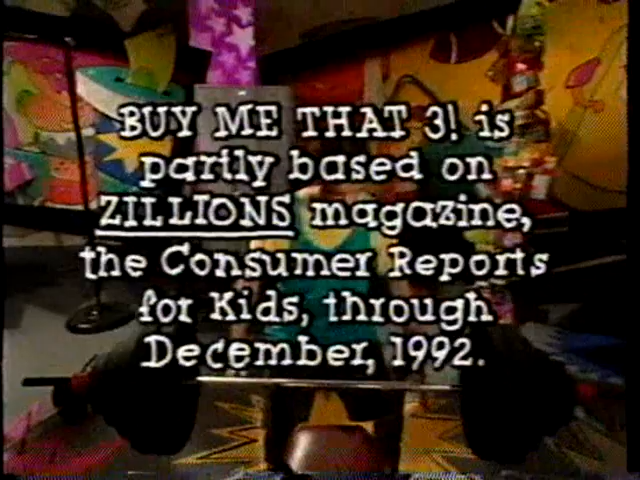 BUY ME THAT 3! is
partly based on
ZILLIONS magazine,
the Consumer Reports
for Kids, through
December, 1992.